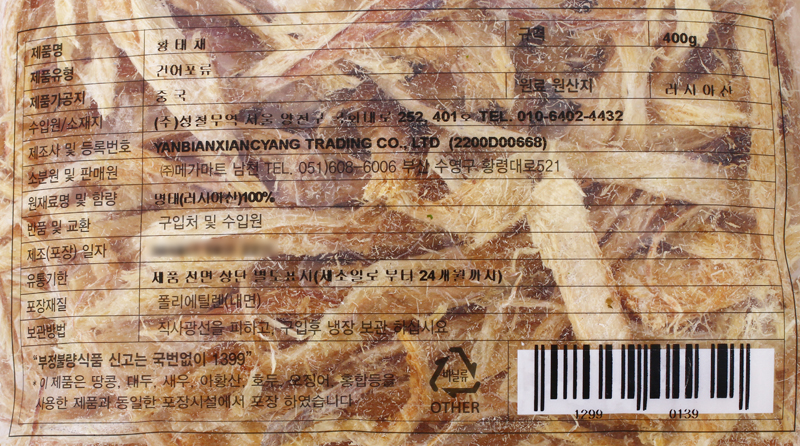 제품명 황태채 규격 400g
제품유형 건어포류
제품가공지 중국 원료 원산지 러시아산
수입원/소재지 (주)성철무역 서울 양천구 국회대로 252, 401호 TEL. 010-6402-4432
제조사 및 등록번호 YANBIANXIANCYANG TRADING CO., LTD (2200D00668)
소분원 및 판매원 (주)메가마트 남천 TEL. 051)608-6006 부산 수영구 황령대로521
원재료명 및 함량 명태(러시아산)100%
반품 및 교환 구입처 및 수입원
제조(포장) 일자
유통기한 제품 전면 상단 별도표시(제조일로 부터 24개월까지)
포장재질 폴리에틸렌(내면)
보관방법 직사광선을 피하고, 구입후 냉장 보관 하십시요
"부정불량식품 신고는 국번없이 1399"
· 이 제품은 땅콩, 대두, 새우, 아황산, 호두, 오징어, 홍합등을
사용한 제품과 동일한 포장시설에서 포장 하였습니다.
비닐류
OTHER
1299 0139